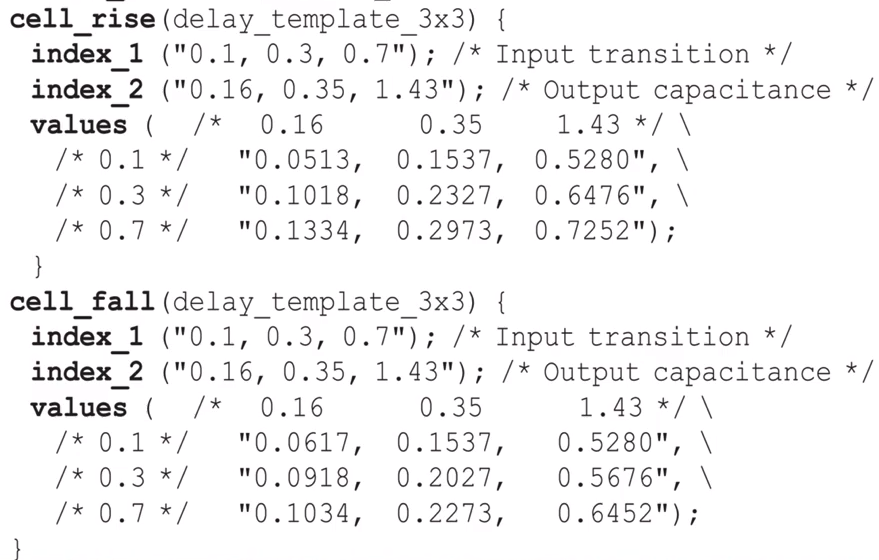 cell_rise(delay_template_3x3) {
index_1 ("0.1, 0.3, 0.7"); /* Input transition */
index_2 ("0.16, 0.35, 1.43"); /* Output capacitance */
values ( /* 0.16 0.35 1.43 */ \
/* 0.1 */ "0.0513, 0.1537, 0.5280", \
/* 0.3 */ "0.1018, 0.2327, 0.6476", \
/* 0.7 */ "0.1334, 0.2973, 0.7252");
}
cell_fall(delay_template_3x3) {
index_1 ("0.1, 0.3, 0.7"); /* Input transition */
index_2 ("0.16, 0.35, 1.43"); /* Output capacitance */
values ( /* 0.16 0.35 1.43 */ \
/* 0.1 */ "0.0617, 0.1537, 0.5280", \
/* 0.3 */ "0.0918, 0.2027, 0.5676", \
/* 0.7 */ "0.1034, 0.2273, 0.6452");
}